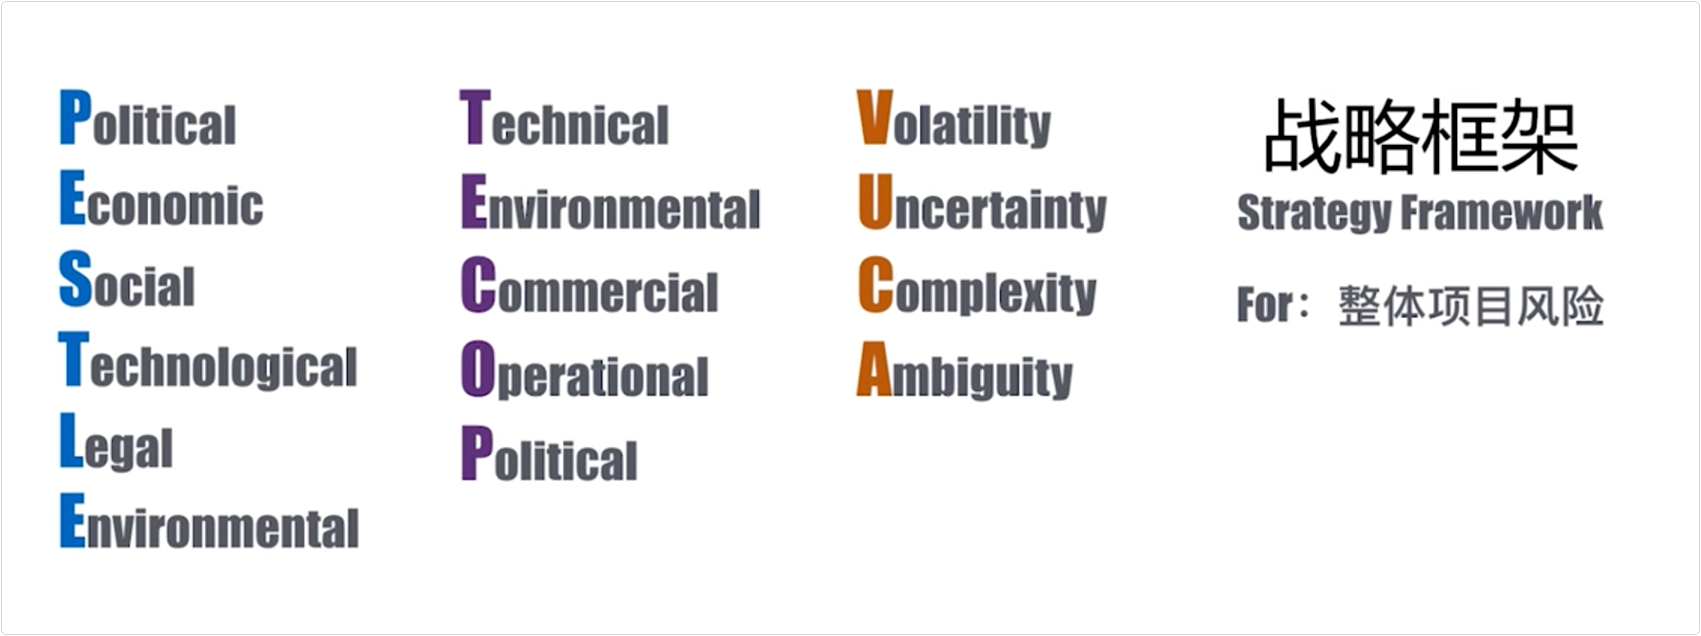 Political
Economic
Social
Technological
Legal
Environmental
Technical
Environmental
Commercial
Operational
Political
Volatility
Uncertainty
Complexity
Ambiguity
战略框架
Strategy Framework
For：整体项目风险